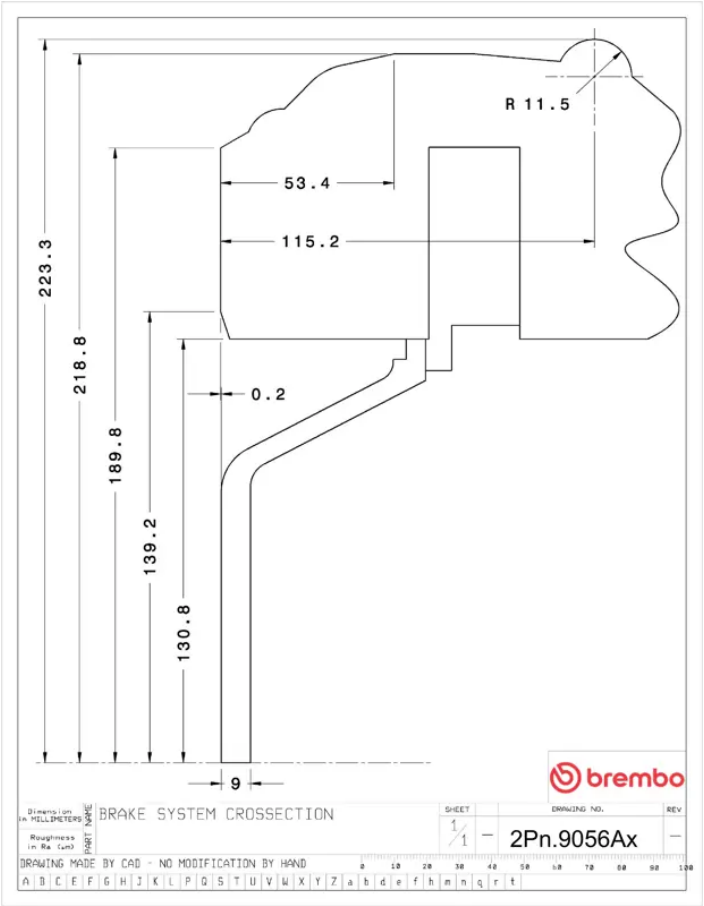 R 11.5
53.4
115.2
223.3
218.8
0.2
189.8
139.2
130.8
9
brembo
Dimension
in MILLIMETERS
Roughness
in Ra (um)
PART NAME
BRAKE SYSTEM CROSSECTION
SHEET
1/1
-
DRAWING NO.
2Pn.9056Ax
REV
-
DRAWING MADE BY CAD - NO MODIFICATION BY HAND
0 10 20 30 40 50 60 70 80 90 100
A B C E F G H J K L P Q S T U V W X Y Z a b d e f h m n q r t